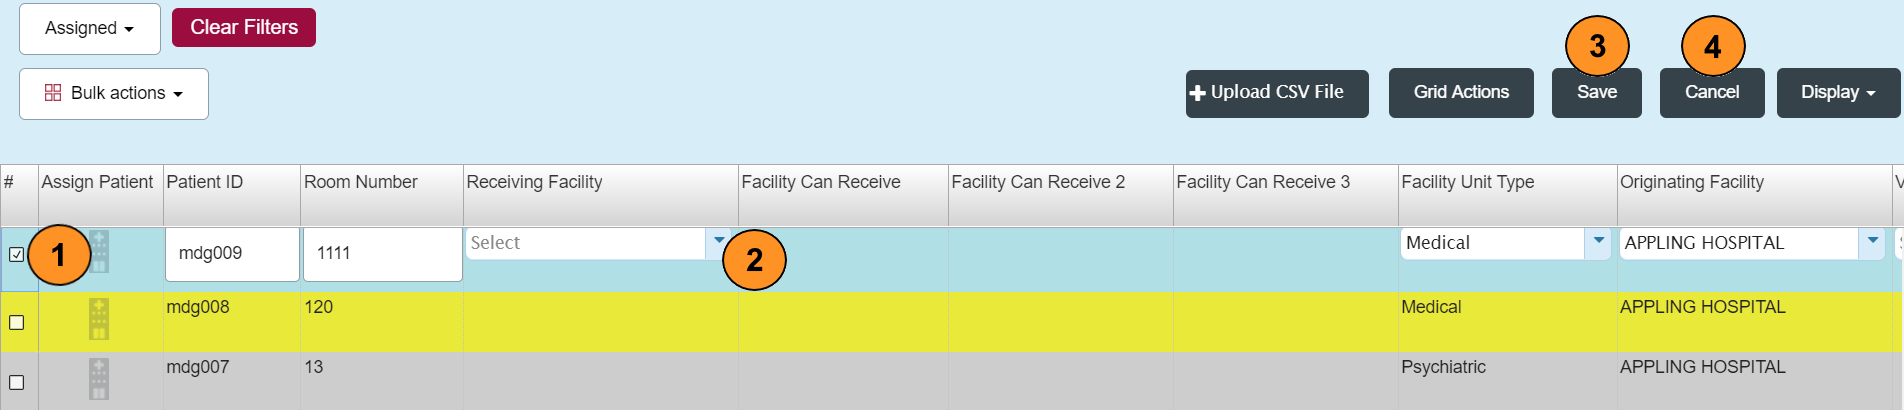 Assigned
Clear Filters
3
4
Bulk actions
Upload CSV File
Grid Actions
Save
Cancel
Display
# Assign Patient Patient ID Room Number Receiving Facility Facility Can Receive Facility Can Receive 2 Facility Can Receive 3 Facility Unit Type Originating Facility V
1 mdg009 1111 Select 2 Medical APPLING HOSPITAL
mdg008 120 Medical APPLING HOSPITAL
mdg007 13 Psychiatric APPLING HOSPITAL